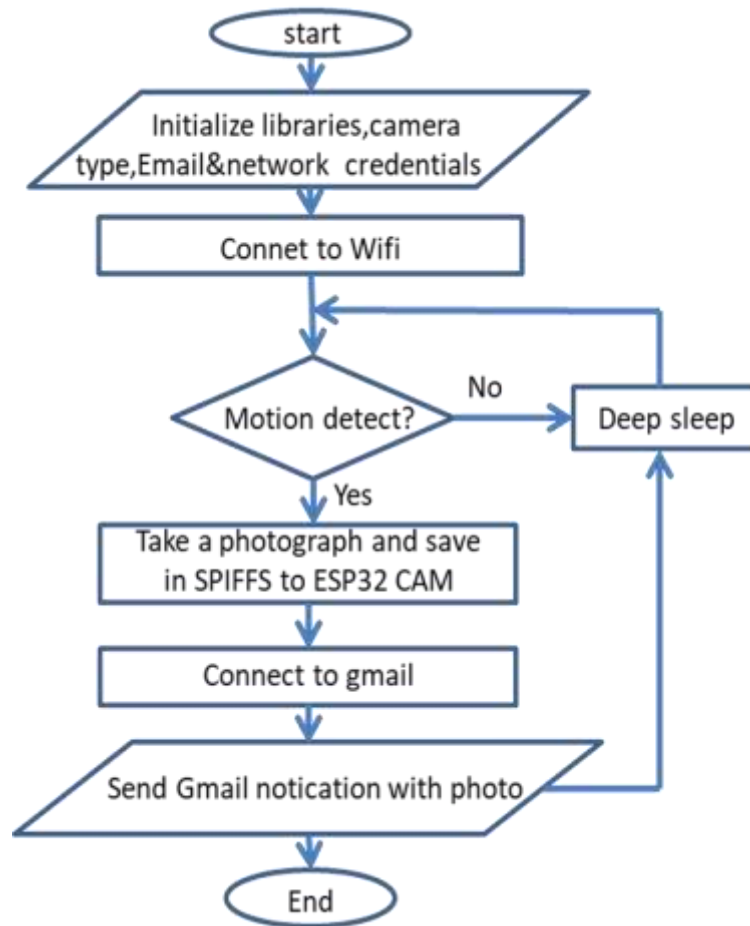 start
Initialize libraries,camera
type,Email&network credentials
Connet to Wifi
No
Motion detect?
Deep sleep
Yes
Take a photograph and save
in SPIFFS to ESP32 CAM
Connect to gmail
Send Gmail notication with photo
End